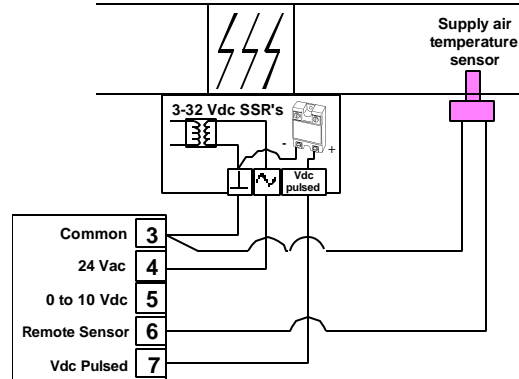 Supply air
temperature
sensor
3-32 Vdc SSR's
- +
Vdc
pulsed
Common 3
24 Vac 4
0 to 10 Vdc 5
Remote Sensor 6
Vdc Pulsed 7